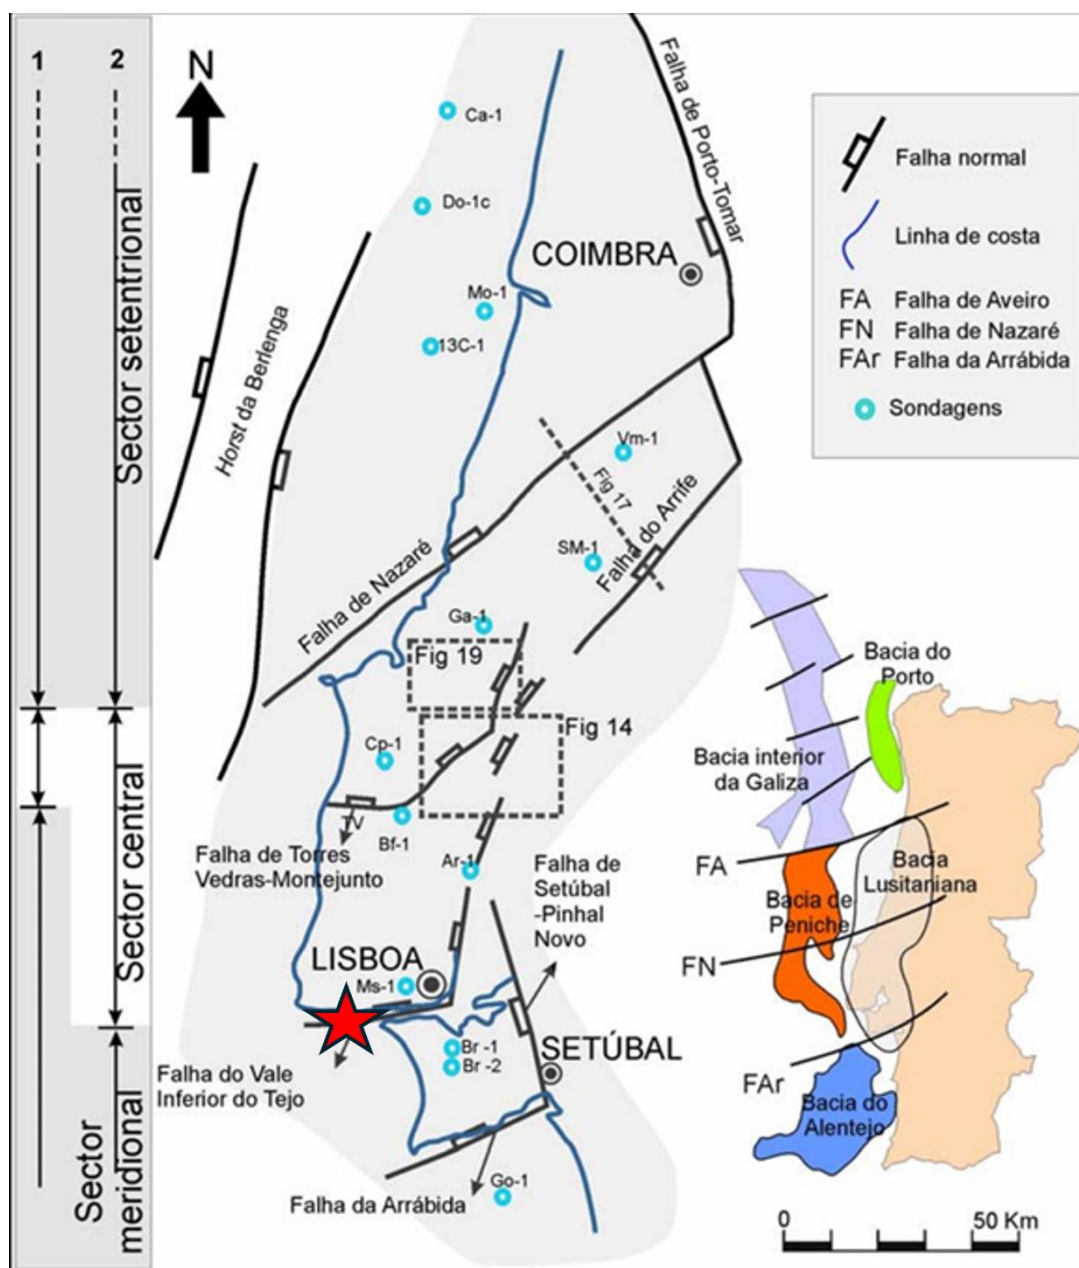 1
2
Sector setentrional
Sector central
Sector
meridional
N
Ca-1
Do-1c
Mo-1
13C-1
COIMBRA
Falha de Porto-Tomar
Horst da Berlenga
Vm-1
Fig 17
SM-1
Falha do Arrife
Falha de Nazaré
Ga-1
Fig 19
Fig 14
Cp-1
TV
Bf-1
Falha de Torres
Vedras-Montejunto
Ar-1
Falha de
Setúbal
-Pinhal
Novo
LISBOA
Ms-1
Br -1
Br -2
SETÚBAL
Falha do Vale
Inferior do Tejo
Go-1
Falha da Arrábida
Falha normal
Linha de costa
FA Falha de Aveiro
FN Falha de Nazaré
FAr Falha da Arrábida
Sondagens
Bacia do
Porto
Bacia interior
da Galiza
FA
Bacia
Lusitaniana
Bacia de
Peniche
FN
FAr
Bacia do
Alentejo
0 50 Km